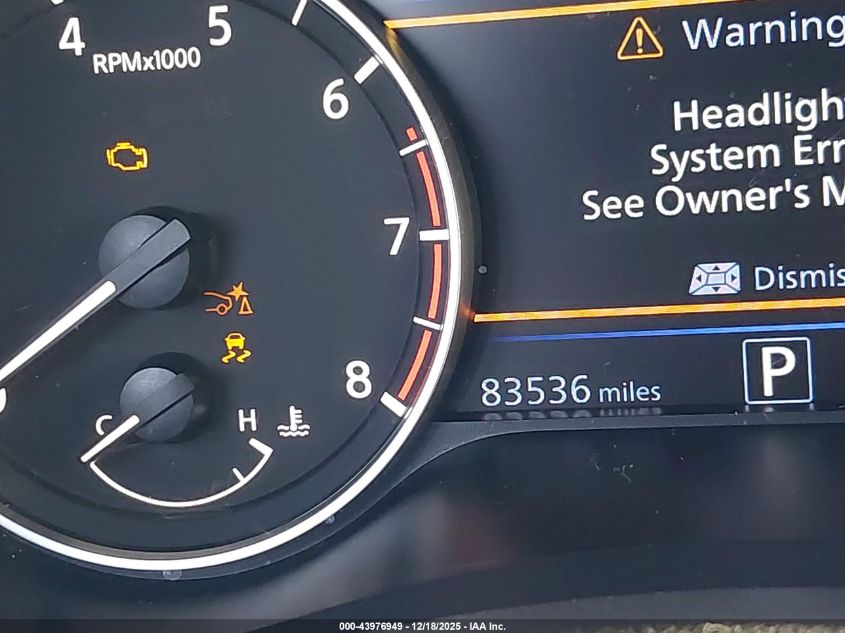 4
5
RPMx1000
6
7
8
C
H
Warning
Headligh
System Err
See Owner's M
Dismis
83536 miles
P
000-43976949 - 12/18/2025 - IAA Inc.